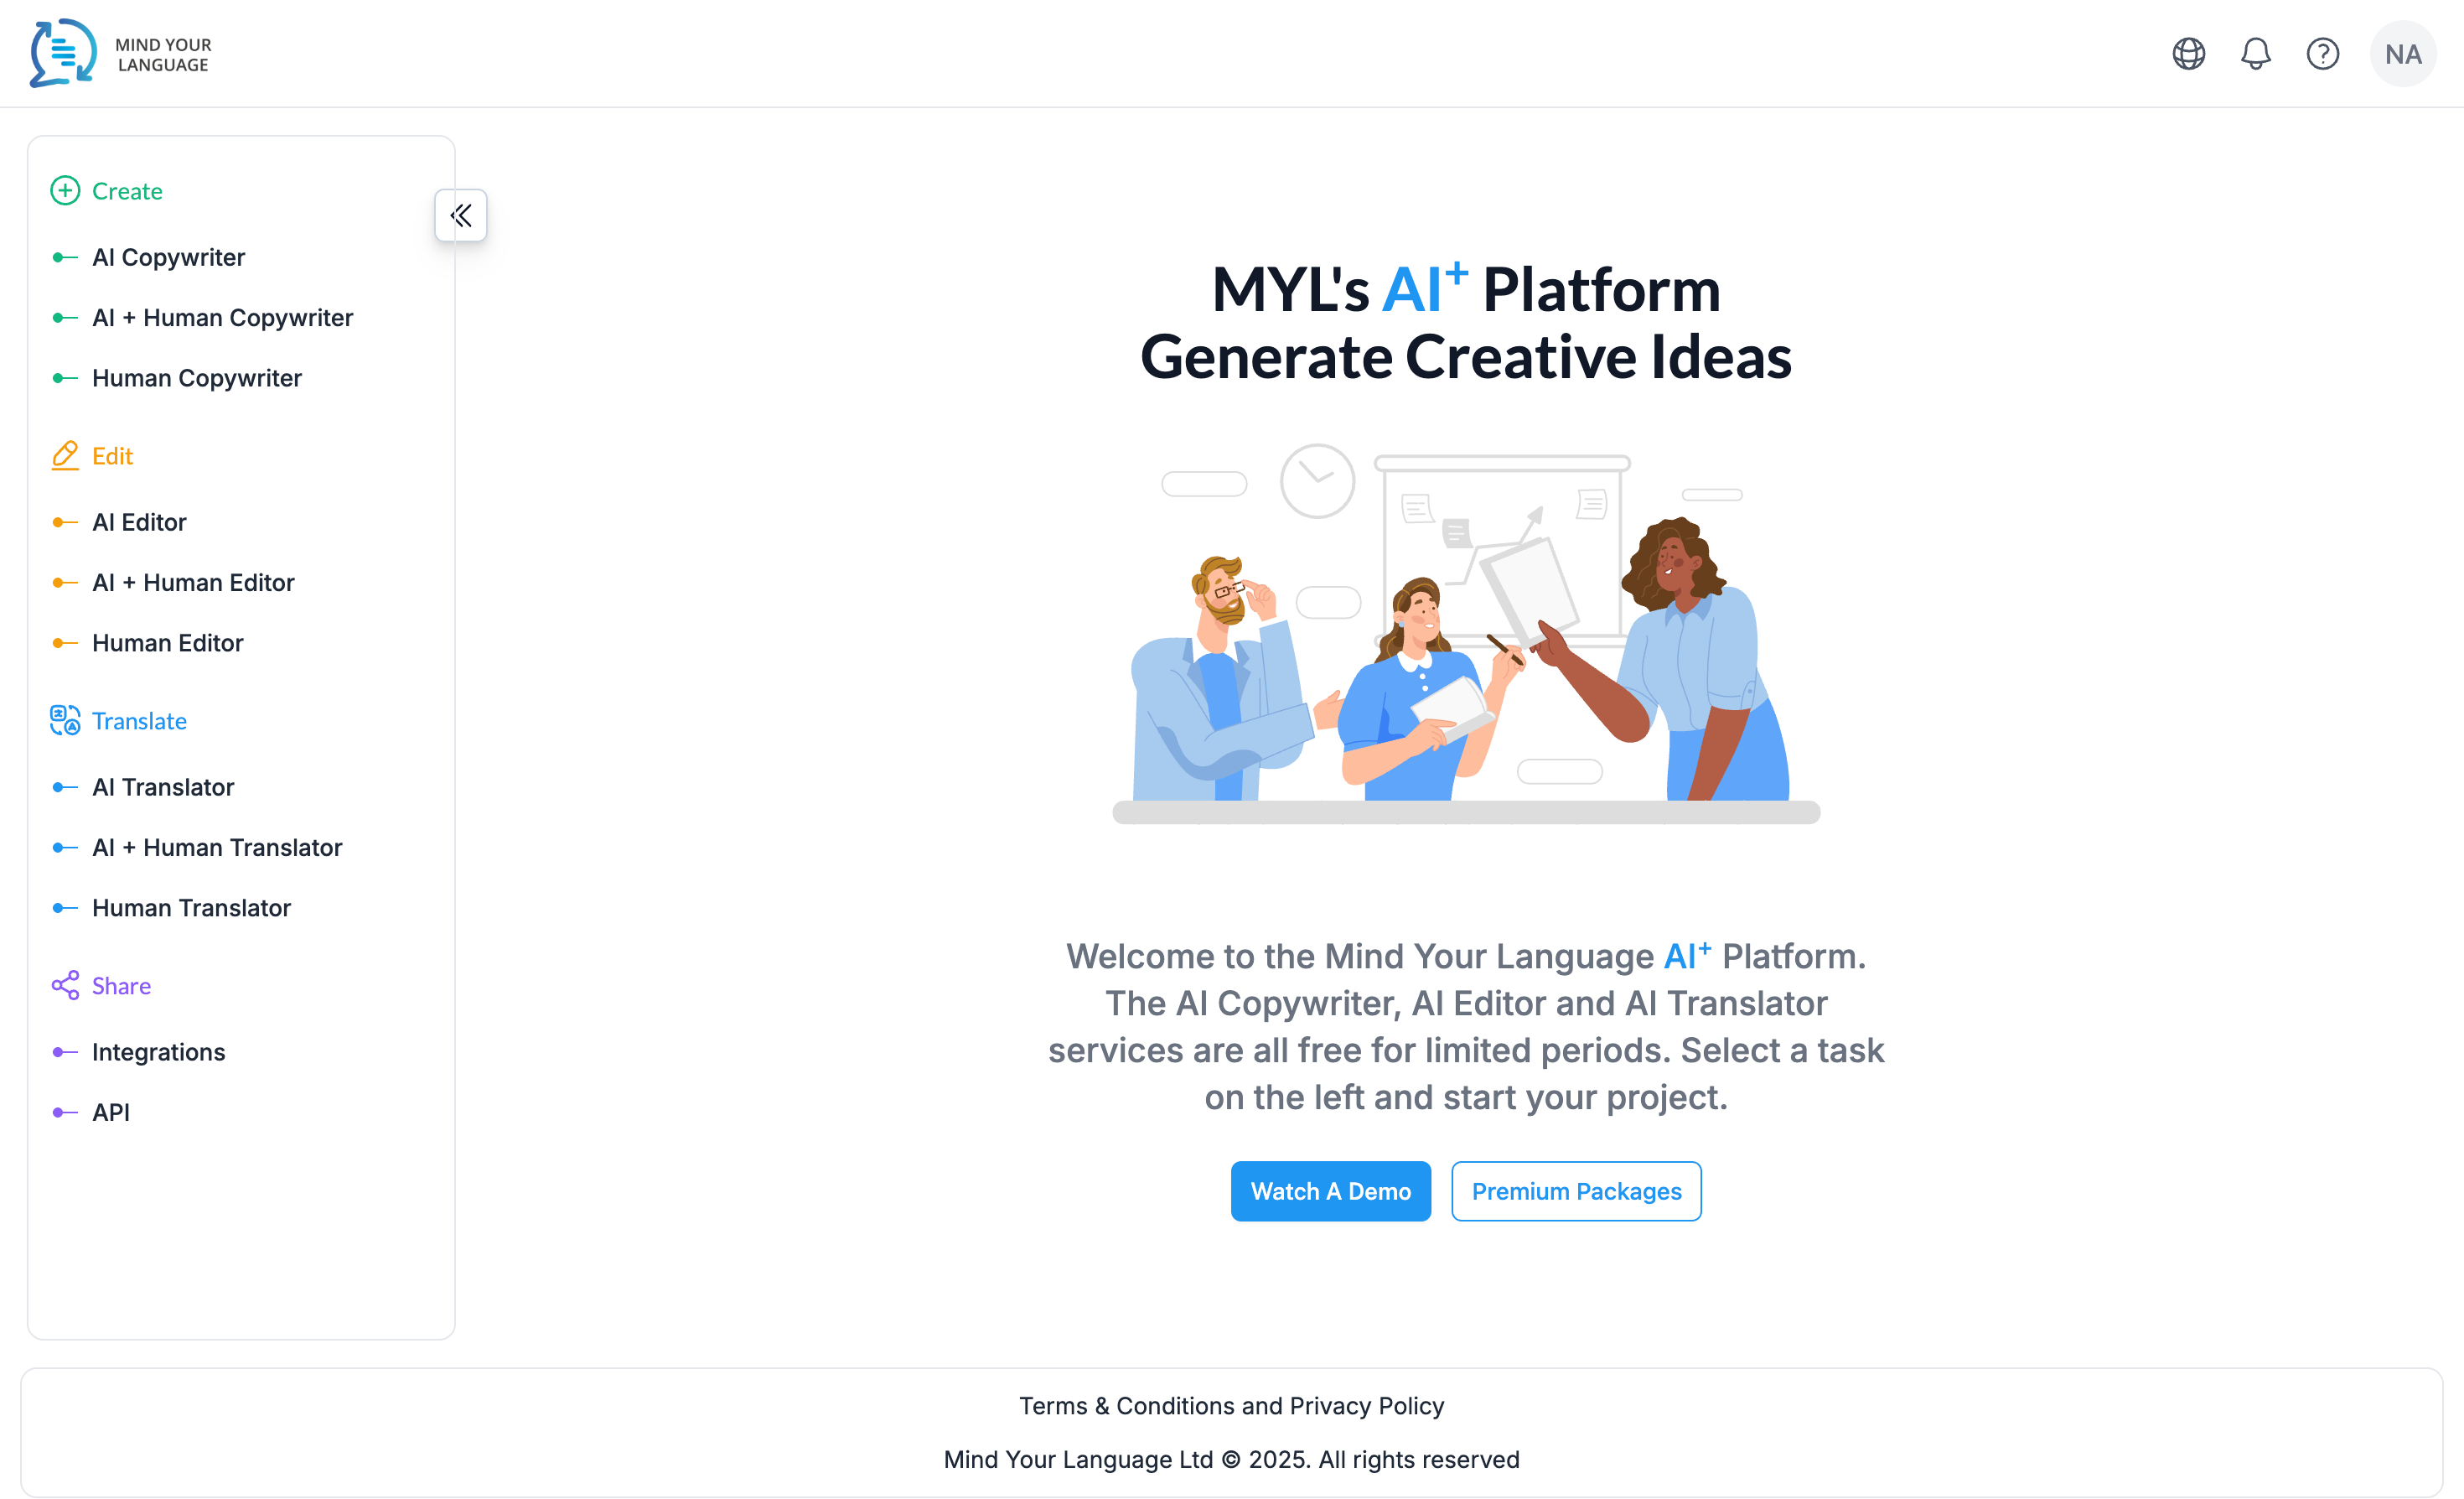 MIND YOUR
LANGUAGE
NA
Create
AI Copywriter
AI + Human Copywriter
Human Copywriter
Edit
AI Editor
AI + Human Editor
Human Editor
Translate
AI Translator
AI + Human Translator
Human Translator
Share
Integrations
API
MYL's AI+ Platform
Generate Creative Ideas
Welcome to the Mind Your Language AI+ Platform.
The AI Copywriter, AI Editor and AI Translator
services are all free for limited periods. Select a task
on the left and start your project.
Watch A Demo
Premium Packages
Terms & Conditions and Privacy Policy
Mind Your Language Ltd © 2025. All rights reserved